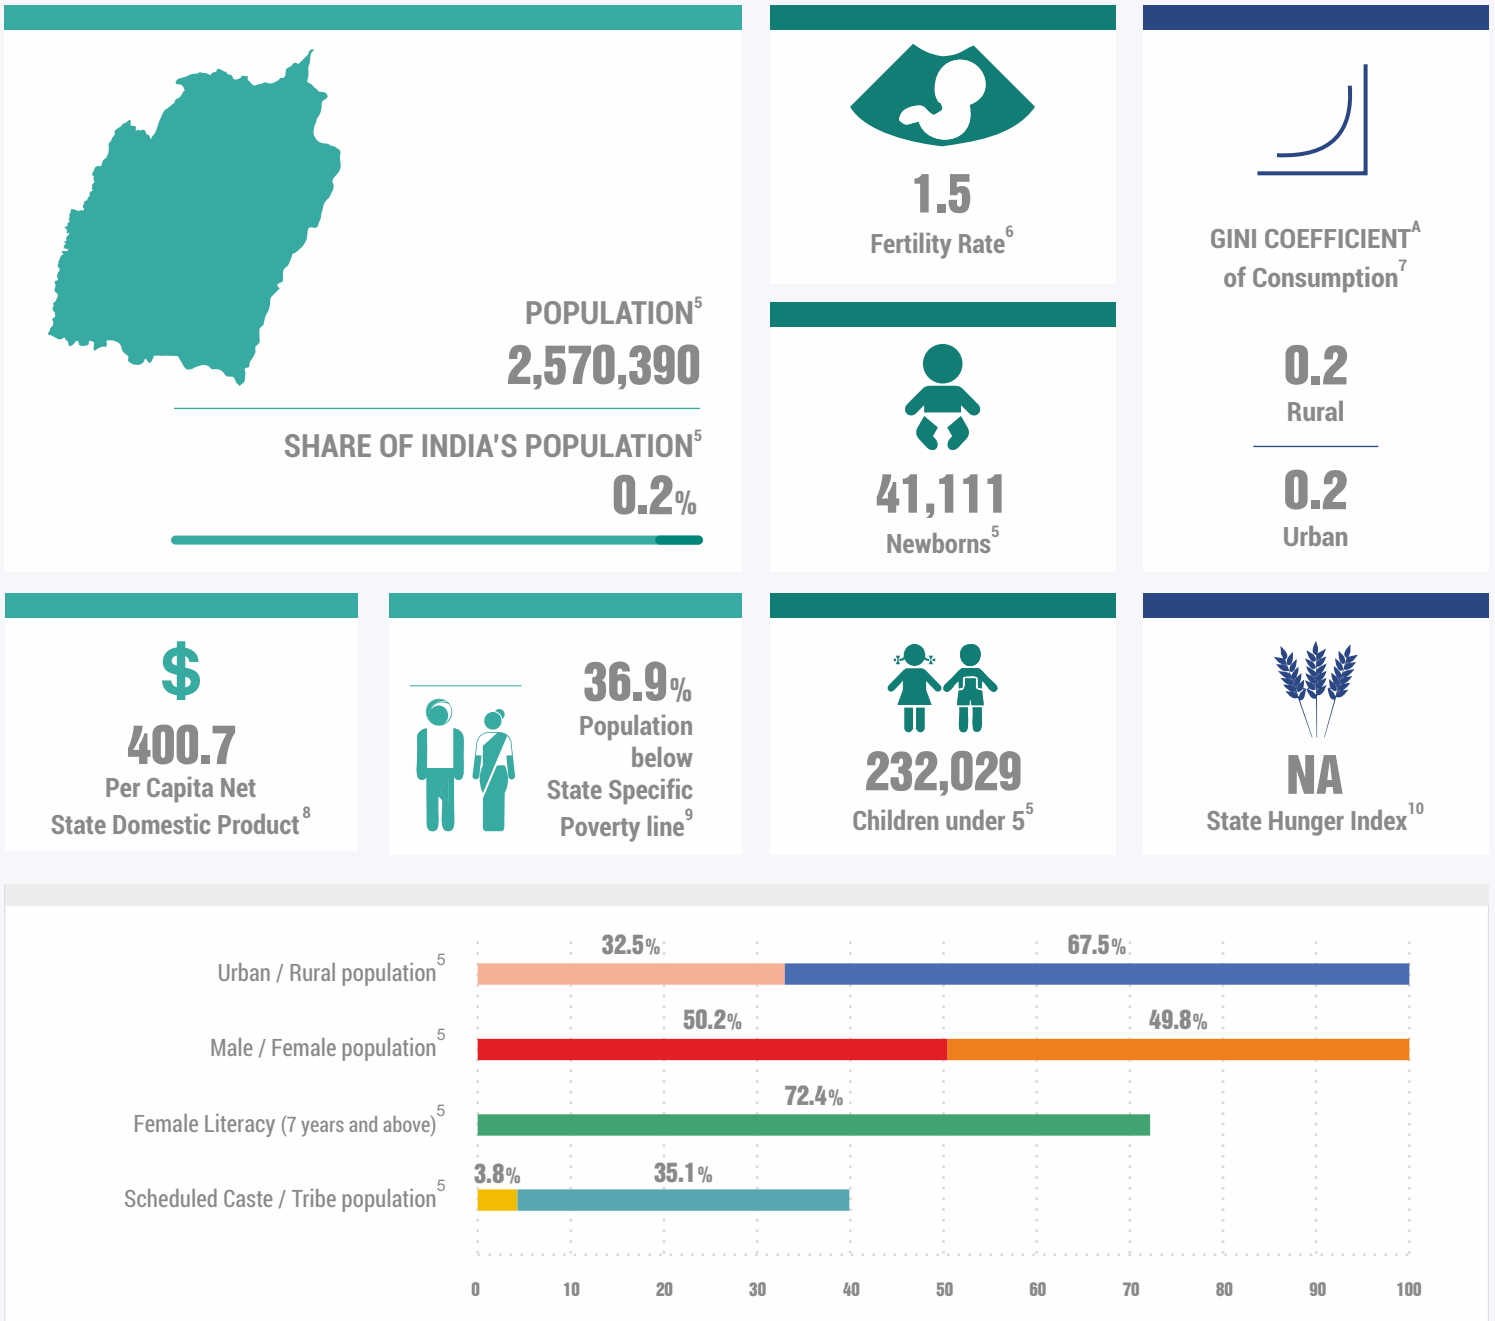 POPULATION5
2,570,390
SHARE OF INDIA'S POPULATION5
0.2%
1.5
Fertility Rate6
41,111
Newborns5
GINI COEFFICIENTA
of Consumption7
0.2
Rural
0.2
Urban
$
400.7
Per Capita Net
State Domestic Product8
36.9%
Population
below
State Specific
Poverty line9
232,029
Children under 55
NA
State Hunger Index10
32.5% 67.5%
Urban / Rural population5
50.2% 49.8%
Male / Female population5
72.4%
Female Literacy (7 years and above)5
3.8% 35.1%
Scheduled Caste / Tribe population5
0 10 20 30 40 50 60 70 80 90 100